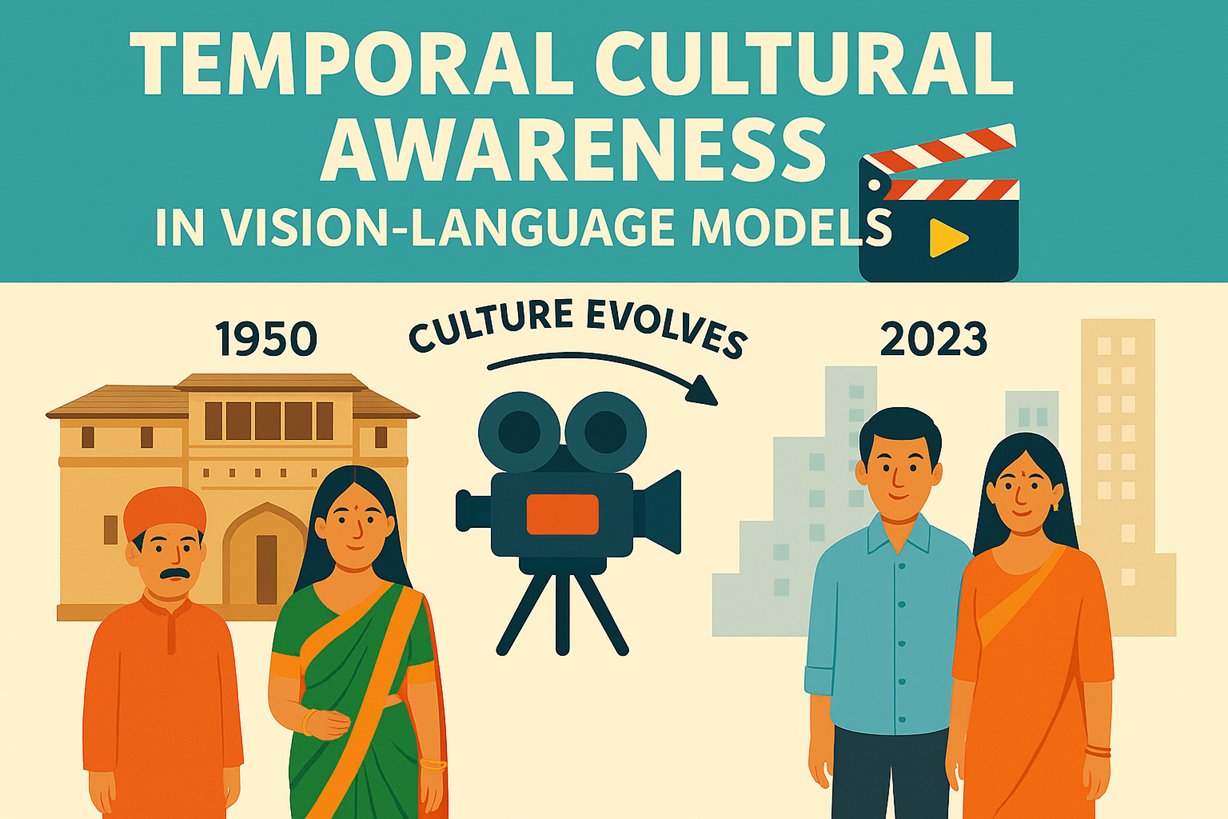 TEMPORAL CULTURAL
AWARENESS
IN VISION-LANGUAGE MODELS
1950
CULTURE EVOLVES
2023